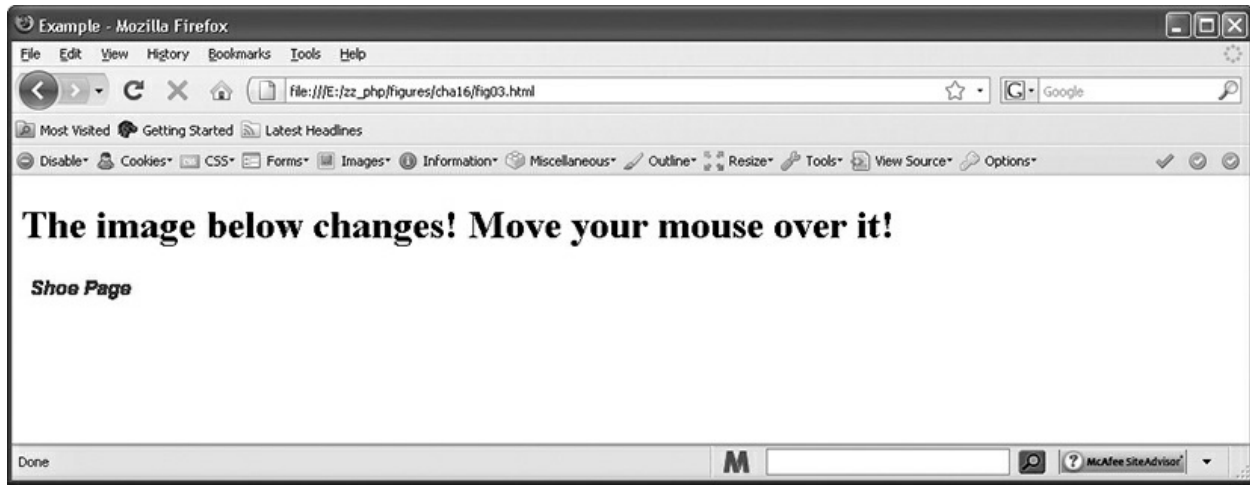 Example - Mozilla Firefox
File Edit View History Bookmarks Tools Help
file:///E:/zz_php/figures/cha16/fig03.html G Google
Most Visited Getting Started Latest Headlines
Disable Cookies CSS Forms Images Information Miscellaneous Outline Resize Tools View Source Options
The image below changes! Move your mouse over it!
Shoe Page
Done M ? McAfee SiteAdvisor